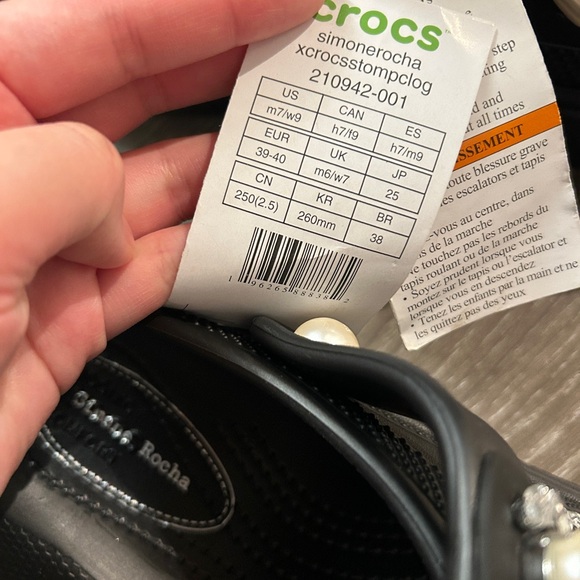 crocs
simonerocha
xcrocsstompclog
210942-001
US CAN ES
m7/w9 h7/f9 h7/m9
EUR UK JP
39-40 m6/w7 25
CN KR BR
250(2.5) 260mm 38
step
d and
at all times
SSEMENT
oute blessure grave
es escalators et tapis
vous au centre, dans
s de la marche
e touchez pas les rebords du
tapis roulant ou de la marche
• Soyez prudent lorsque vous
montez sur le tapis ou l'escalator et
lorsque vous en descendez
• Tenez les enfants par la main et ne
les quittez pas des yeux
Rocha